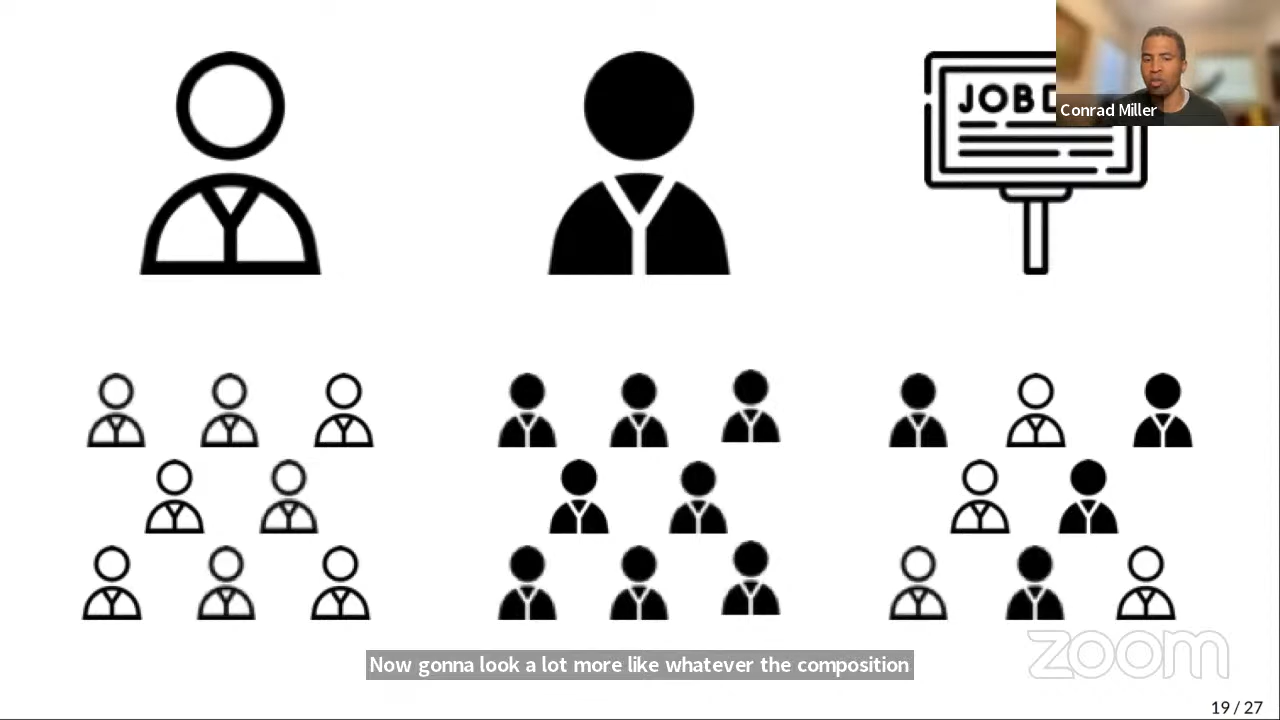 JOB
Conrad Miller
Now gonna look a lot more like whatever the composition
zoom
19 / 27